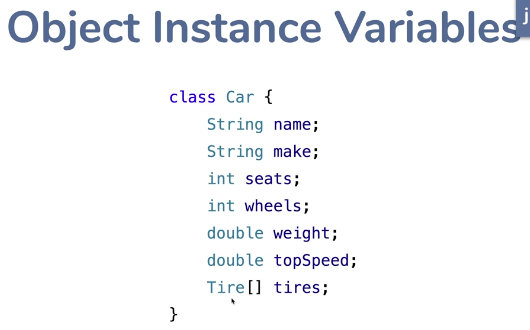 Object Instance Variables
j
class Car {
String name;
String make;
int seats;
int wheels;
double weight;
double topSpeed;
Tire[] tires;
}